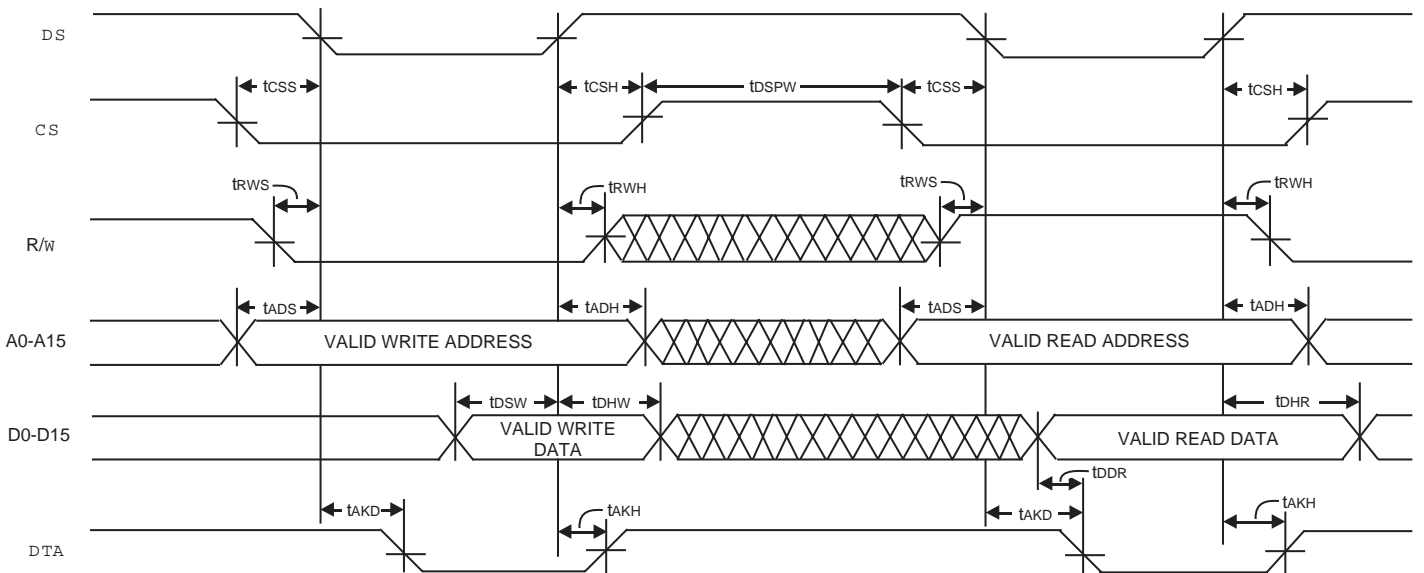 DS
tCSS tCSH tDSPW tCSS tCSH
CS
tRWS tRWH tRWS tRWH
R/W
tADS tADH tADS tADH
A0-A15 VALID WRITE ADDRESS VALID READ ADDRESS
tDSW tDHW tDHR
D0-D15 VALID WRITE DATA VALID READ DATA
tDDR
tAKD tAKH tAKD tAKH
DTA